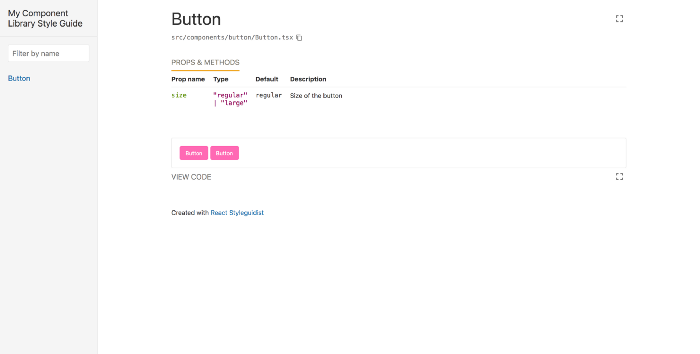 My Component
Library Style Guide
Filter by name
Button
Button
src/components/button/Button.tsx
PROPS & METHODS
Prop name Type Default Description
size "regular" regular Size of the button
| "large"
Button Button
VIEW CODE
Created with React Styleguidist